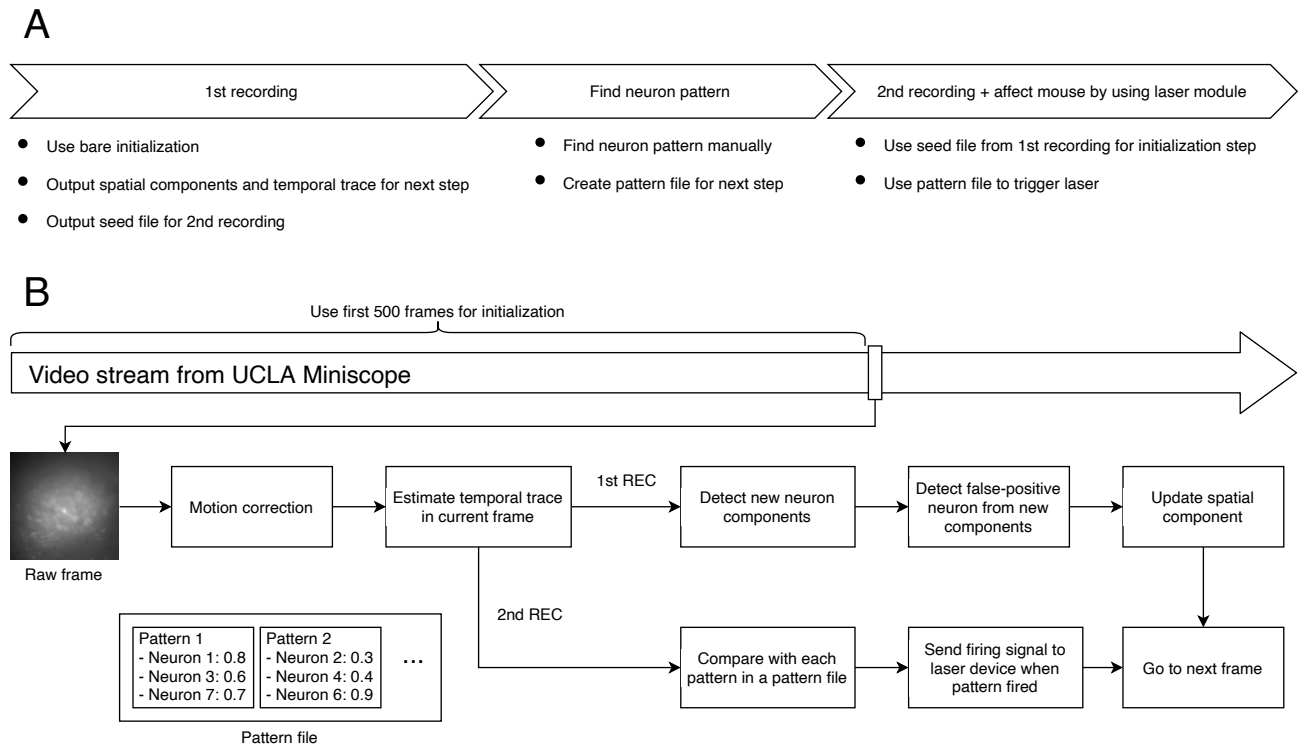 A
1st recording
Find neuron pattern
2nd recording + affect mouse by using laser module
● Use bare initialization
● Output spatial components and temporal trace for next step
● Output seed file for 2nd recording
● Find neuron pattern manually
● Create pattern file for next step
● Use seed file from 1st recording for initialization step
● Use pattern file to trigger laser
B
Use first 500 frames for initialization
Video stream from UCLA Miniscope
Raw frame
Motion correction
Estimate temporal trace
in current frame
1st REC
Detect new neuron
components
Detect false-positive
neuron from new
components
Update spatial
component
2nd REC
Compare with each
pattern in a pattern file
Send firing signal to
laser device when
pattern fired
Go to next frame
Pattern 1
- Neuron 1: 0.8
- Neuron 3: 0.6
- Neuron 7: 0.7
Pattern 2
- Neuron 2: 0.3
- Neuron 4: 0.4
- Neuron 6: 0.9
...
Pattern file